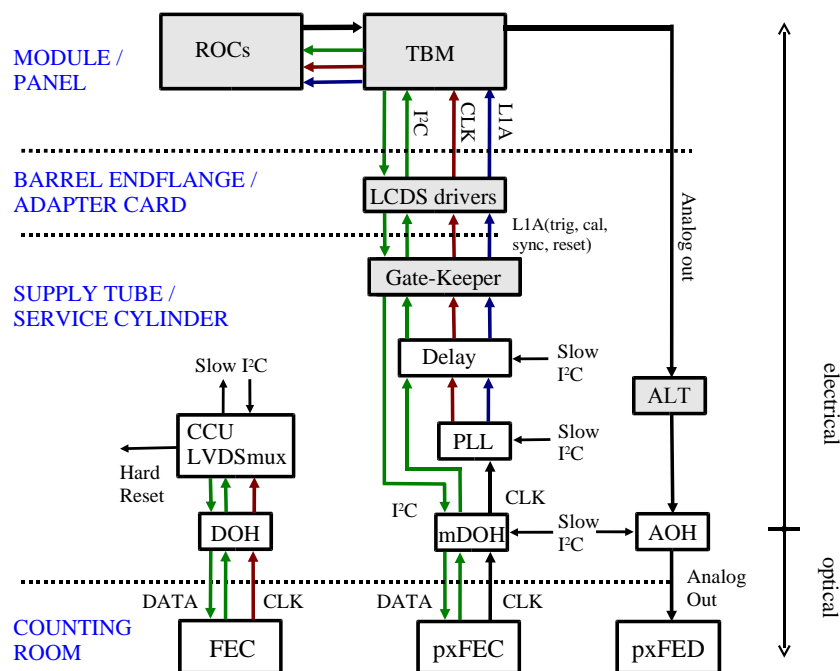 MODULE /
PANEL
ROCs
TBM
I²C
CLK
L1A
BARREL ENDFLANGE /
ADAPTER CARD
LCDS drivers
L1A(trig, cal,
sync, reset)
Analog out
Gate-Keeper
SUPPLY TUBE /
SERVICE CYLINDER
Delay
Slow
I²C
Slow I²C
ALT
electrical
CCU
LVDSmux
PLL
Slow
I²C
Hard
Reset
I²C
CLK
DOH
mDOH
Slow
I²C
AOH
optical
DATA
CLK
DATA
CLK
Analog
Out
COUNTING
ROOM
FEC
pxFEC
pxFED